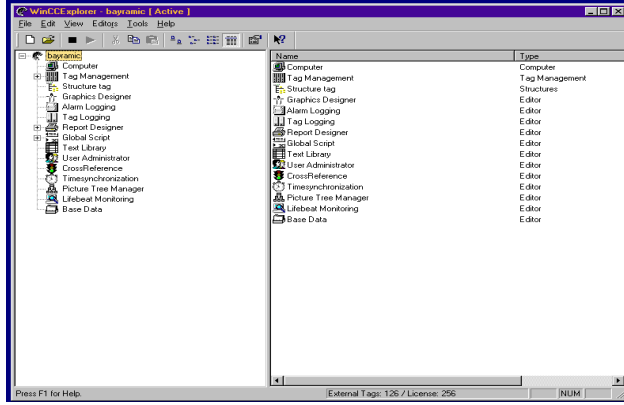 WinCCExplorer - bayramic [ Active ]
File Edit View Editors Tools Help
bayramic
Computer
Tag Management
Structure tag
Graphics Designer
Alarm Logging
Tag Logging
Report Designer
Global Script
Text Library
User Administrator
CrossReference
Timesynchronization
Picture Tree Manager
Lifebeat Monitoring
Base Data
Name Type
Computer Computer
Tag Management Tag Management
Structure tag Structures
Graphics Designer Editor
Alarm Logging Editor
Tag Logging Editor
Report Designer Editor
Global Script Editor
Text Library Editor
User Administrator Editor
CrossReference Editor
Timesynchronization Editor
Picture Tree Manager Editor
Lifebeat Monitoring Editor
Base Data Editor
Press F1 for Help. External Tags: 126 / License: 256 NUM